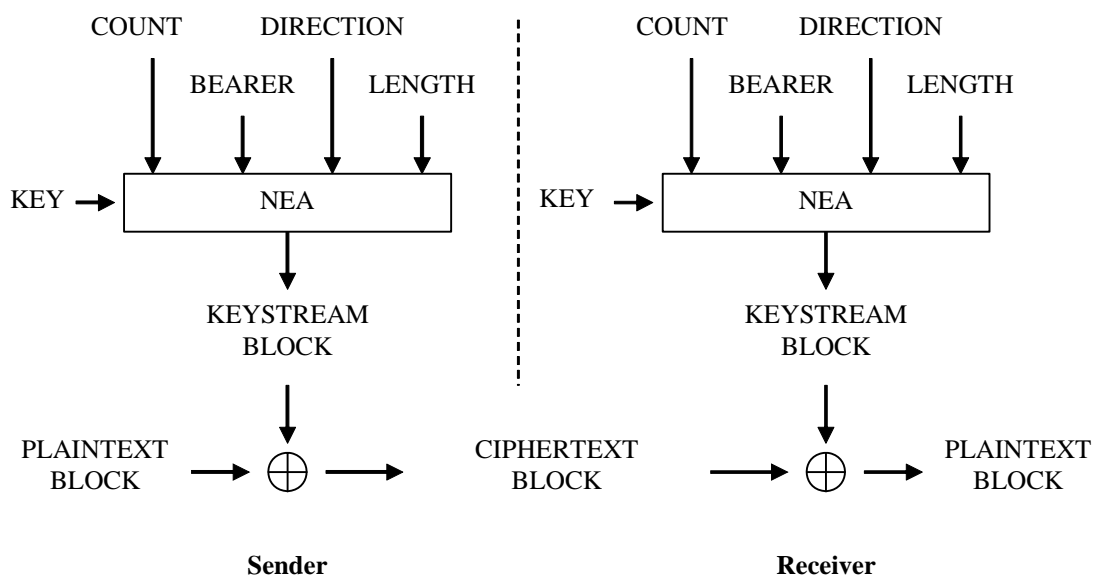 COUNT DIRECTION COUNT DIRECTION
BEARER LENGTH BEARER LENGTH
KEY NEA KEY NEA
KEYSTREAM KEYSTREAM
BLOCK BLOCK
PLAINTEXT CIPHERTEXT PLAINTEXT
BLOCK BLOCK BLOCK
Sender Receiver